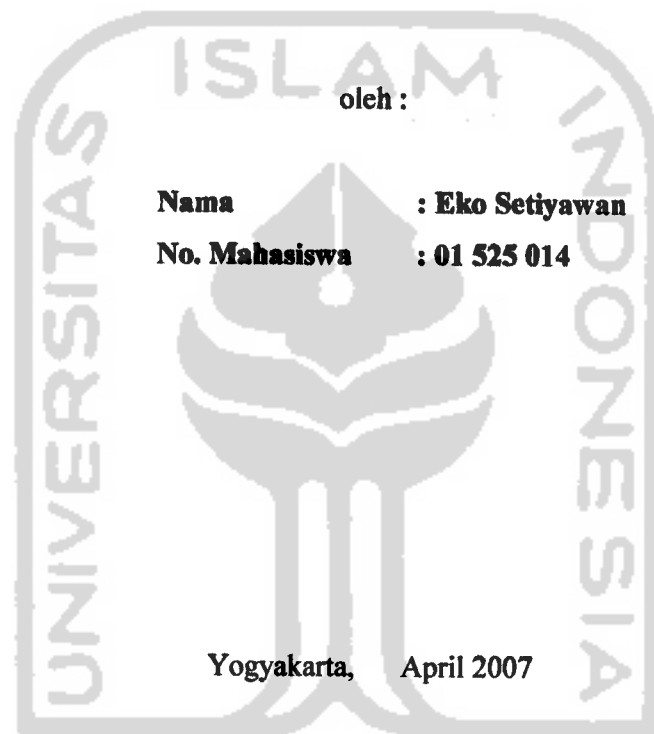 UNIVERSITAS ISLAM INDONESIA
oleh :
Nama : Eko Setiyawan
No. Mahasiswa : 01 525 014
Yogyakarta, April 2007